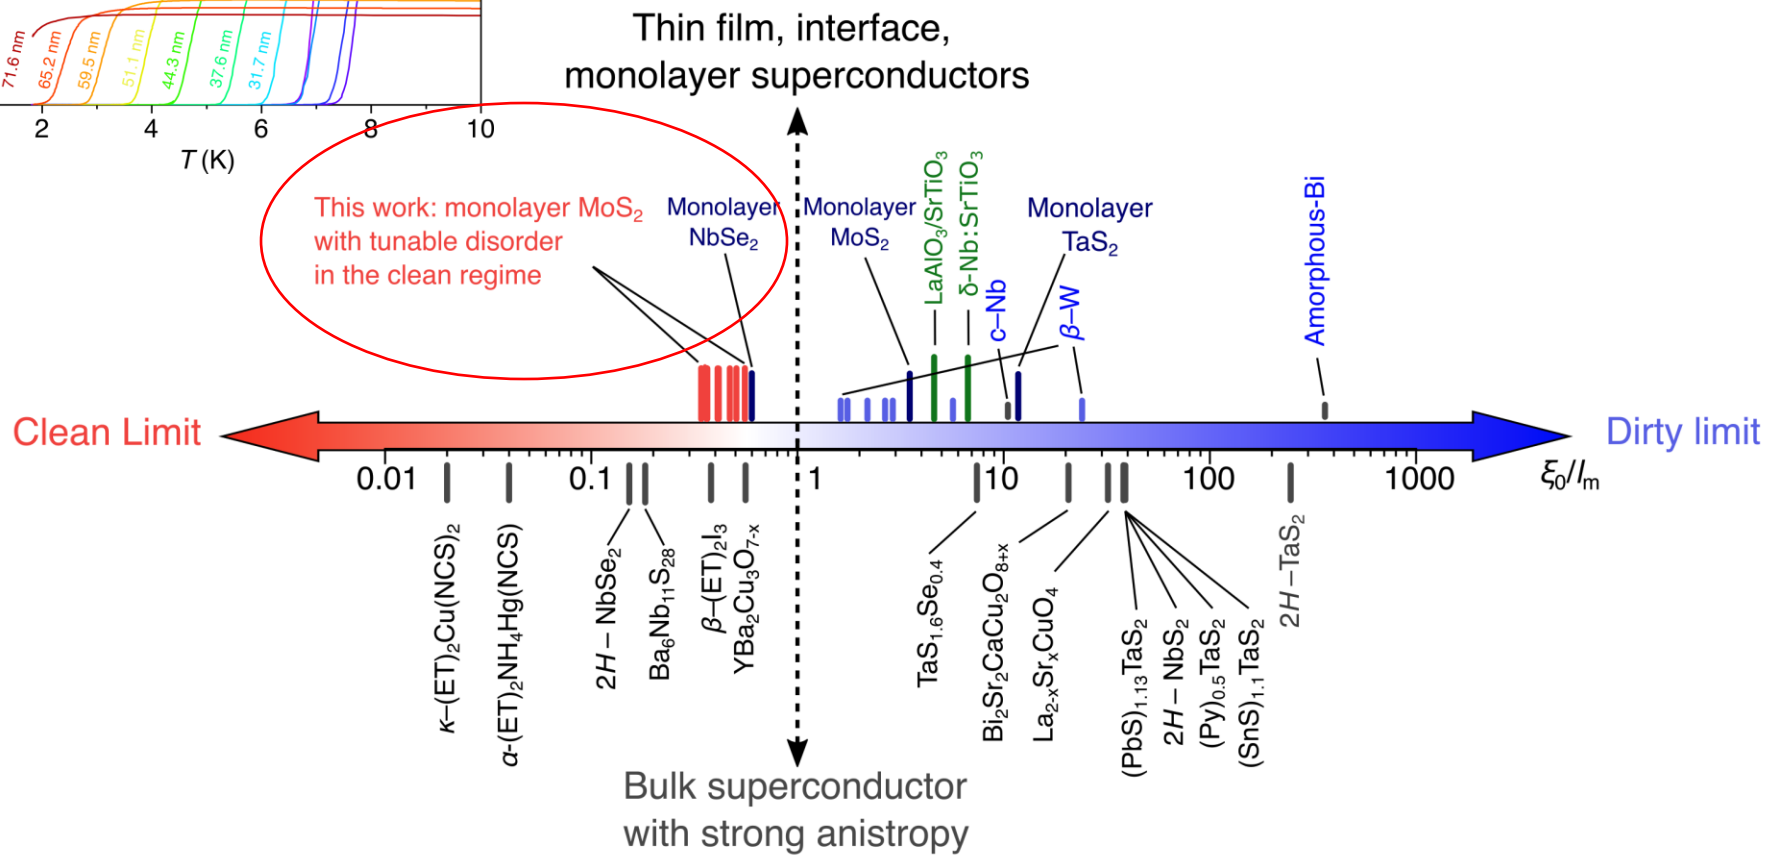 71.6 nm
65.2 nm
59.5 nm
51.1 nm
44.3 nm
37.6 nm
31.7 nm
2 4 6 8 10
T (K)
Thin film, interface,
monolayer superconductors
This work: monolayer MoS₂
with tunable disorder
in the clean regime
Monolayer
NbSe₂
Monolayer
MoS₂
LaAlO₃/SrTiO₃
δ-Nb:SrTiO₃
c–Nb
Monolayer
TaS₂
β–W
Amorphous-Bi
Clean Limit
Dirty limit
0.01 0.1 1 10 100 1000
ξ₀/lₘ
κ–(ET)₂Cu(NCS)₂
α-(ET)₂NH₄Hg(NCS)
2H – NbSe₂
Ba₆Nb₁₁S₂₈
β–(ET)₂I₃
YBa₂Cu₃O₇₋ₓ
TaS₁.₆Se₀.₄
Bi₂Sr₂CaCu₂O₈₊ₓ
La₂₋ₓSrₓCuO₄
(PbS)₁.₁₃TaS₂
2H – NbS₂
(Py)₀.₅TaS₂
(SnS)₁.₁TaS₂
2H –TaS₂
Bulk superconductor
with strong anistropy